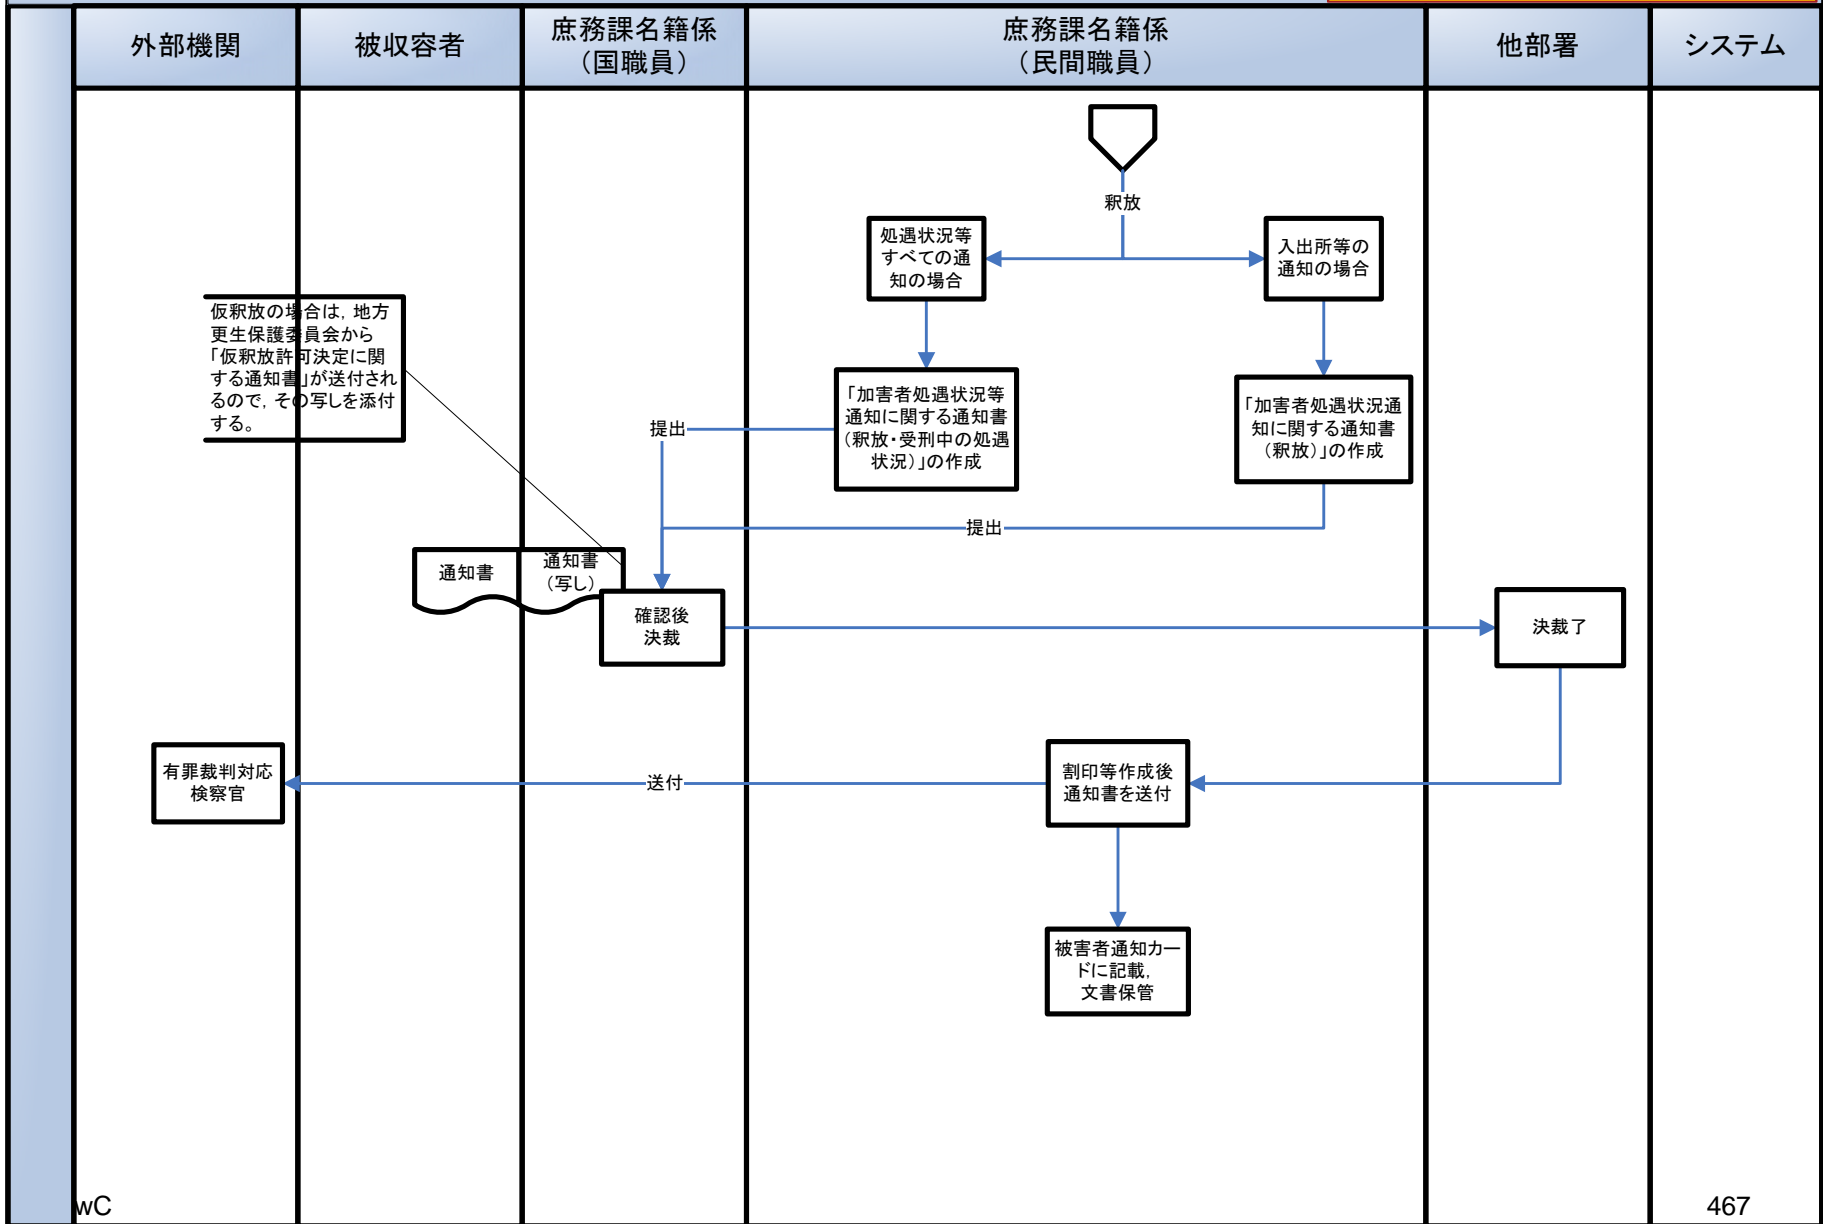 外部機関
被収容者
庶務課名籍係
（国職員）
庶務課名籍係
（民間職員）
他部署
システム
釈放
処遇状況等
すべての通
知の場合
入出所等の
通知の場合
仮釈放の場合は，地方
更生保護委員会から
「仮釈放許可決定に関
する通知書」が送付され
るので，その写しを添付
する。
「加害者処遇状況等
通知に関する通知書
（釈放・受刑中の処遇
状況）」の作成
「加害者処遇状況通
知に関する通知書
（釈放）」の作成
提出
提出
通知書
通知書
（写し）
確認後
決裁
決裁了
有罪裁判対応
検察官
送付
割印等作成後
通知書を送付
被害者通知カー
ドに記載，
文書保管
wC
467